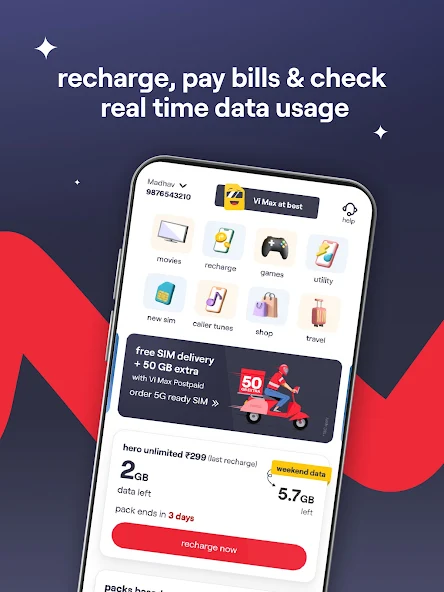 recharge, pay bills & check
real time data usage
Madhav
9876543210
Vi Max at best
help
movies
recharge
games
utility
new sim
caller tunes
shop
travel
free SIM delivery
+ 50 GB extra
with Vi Max Postpaid
order 5G ready SIM »
50
GB EXTRA
hero unlimited ₹299 (last recharge)
weekend data
2GB
data left
5.7GB
left
pack ends in 3 days
recharge now